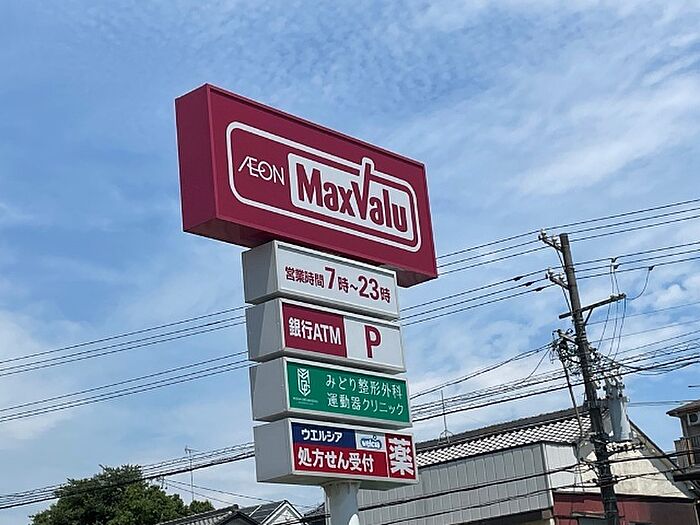 ÆON MaxValu
営業時間 7時〜23時
銀行ATM P
みどり整形外科
運動器クリニック
ウエルシア welcia
処方せん受付 薬